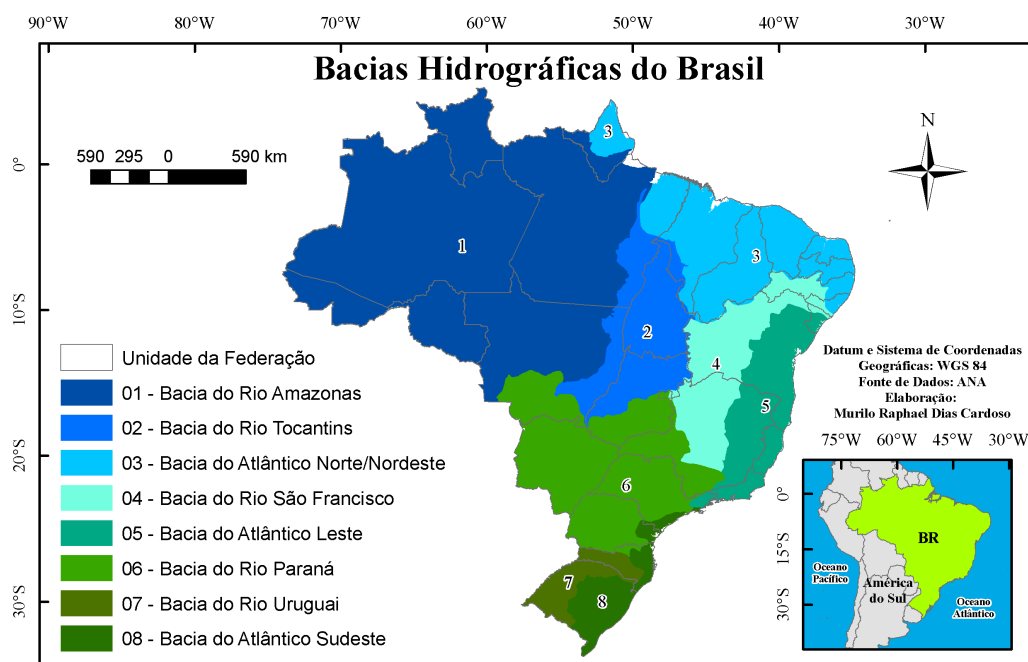 90°W 80°W 70°W 60°W 50°W 40°W 30°W
Bacias Hidrográficas do Brasil
N
590 295 0 590 km
0°
10°S
20°S
30°S
3
1
3
2
4
5
6
7
8
Unidade da Federação
01 - Bacia do Rio Amazonas
02 - Bacia do Rio Tocantins
03 - Bacia do Atlântico Norte/Nordeste
04 - Bacia do Rio São Francisco
05 - Bacia do Atlântico Leste
06 - Bacia do Rio Paraná
07 - Bacia do Rio Uruguai
08 - Bacia do Atlântico Sudeste
Datum e Sistema de Coordenadas
Geográficas: WGS 84
Fonte de Dados: ANA
Elaboração:
Murilo Raphael Dias Cardoso
75°W 60°W 45°W 30°W
0°
15°S
30°S
BR
Oceano
Pacífico
América
do Sul
Oceano
Atlântico